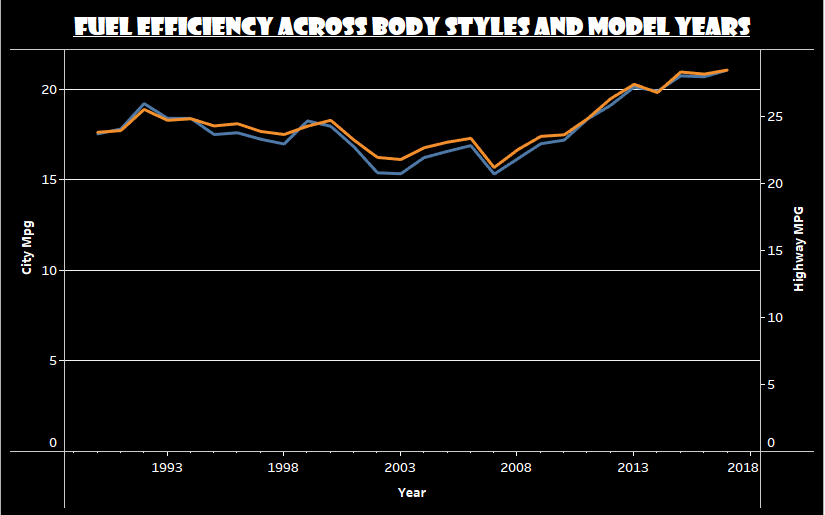 FUEL EFFICIENCY ACROSS BODY STYLES AND MODEL YEARS
20
15
10
5
0
City Mpg
25
20
15
10
5
0
Highway MPG
1993 1998 2003 2008 2013 2018
Year